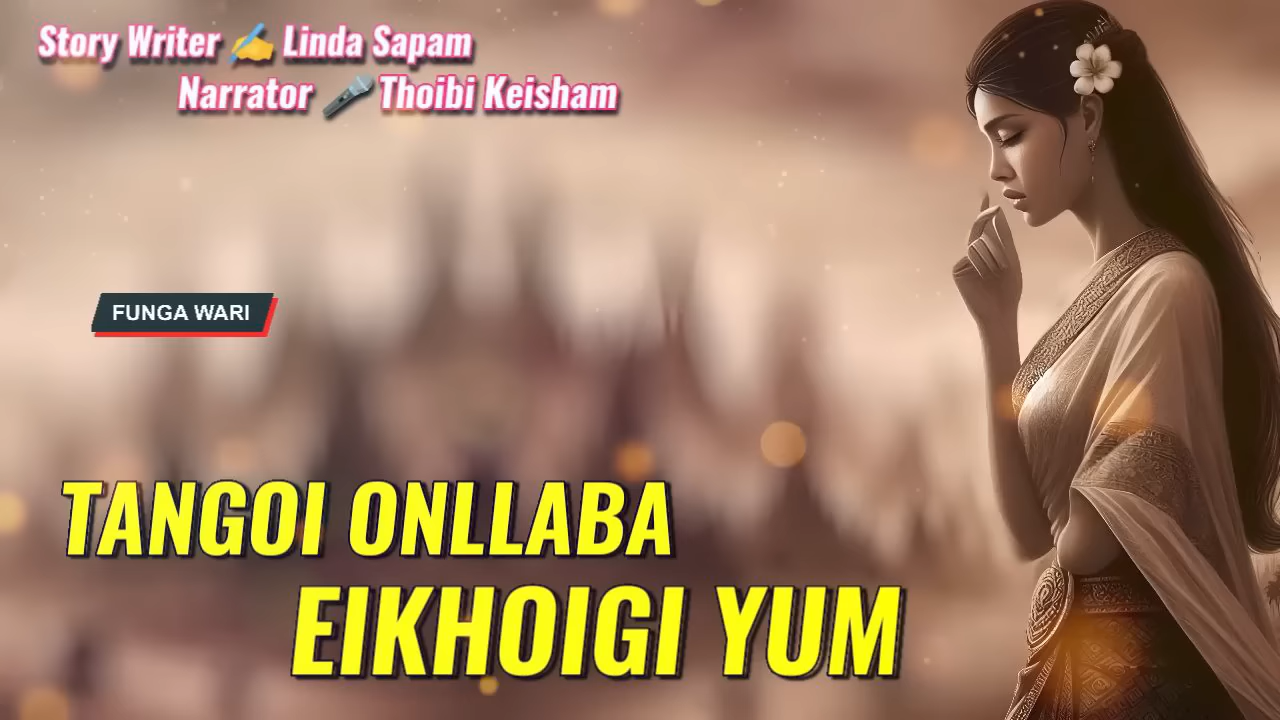 Story Writer ✍️ Linda Sapam
Narrator 🎤 Thoibi Keisham
FUNGA WARI
TANGOI ONLLABA
EIKHOIGI YUM